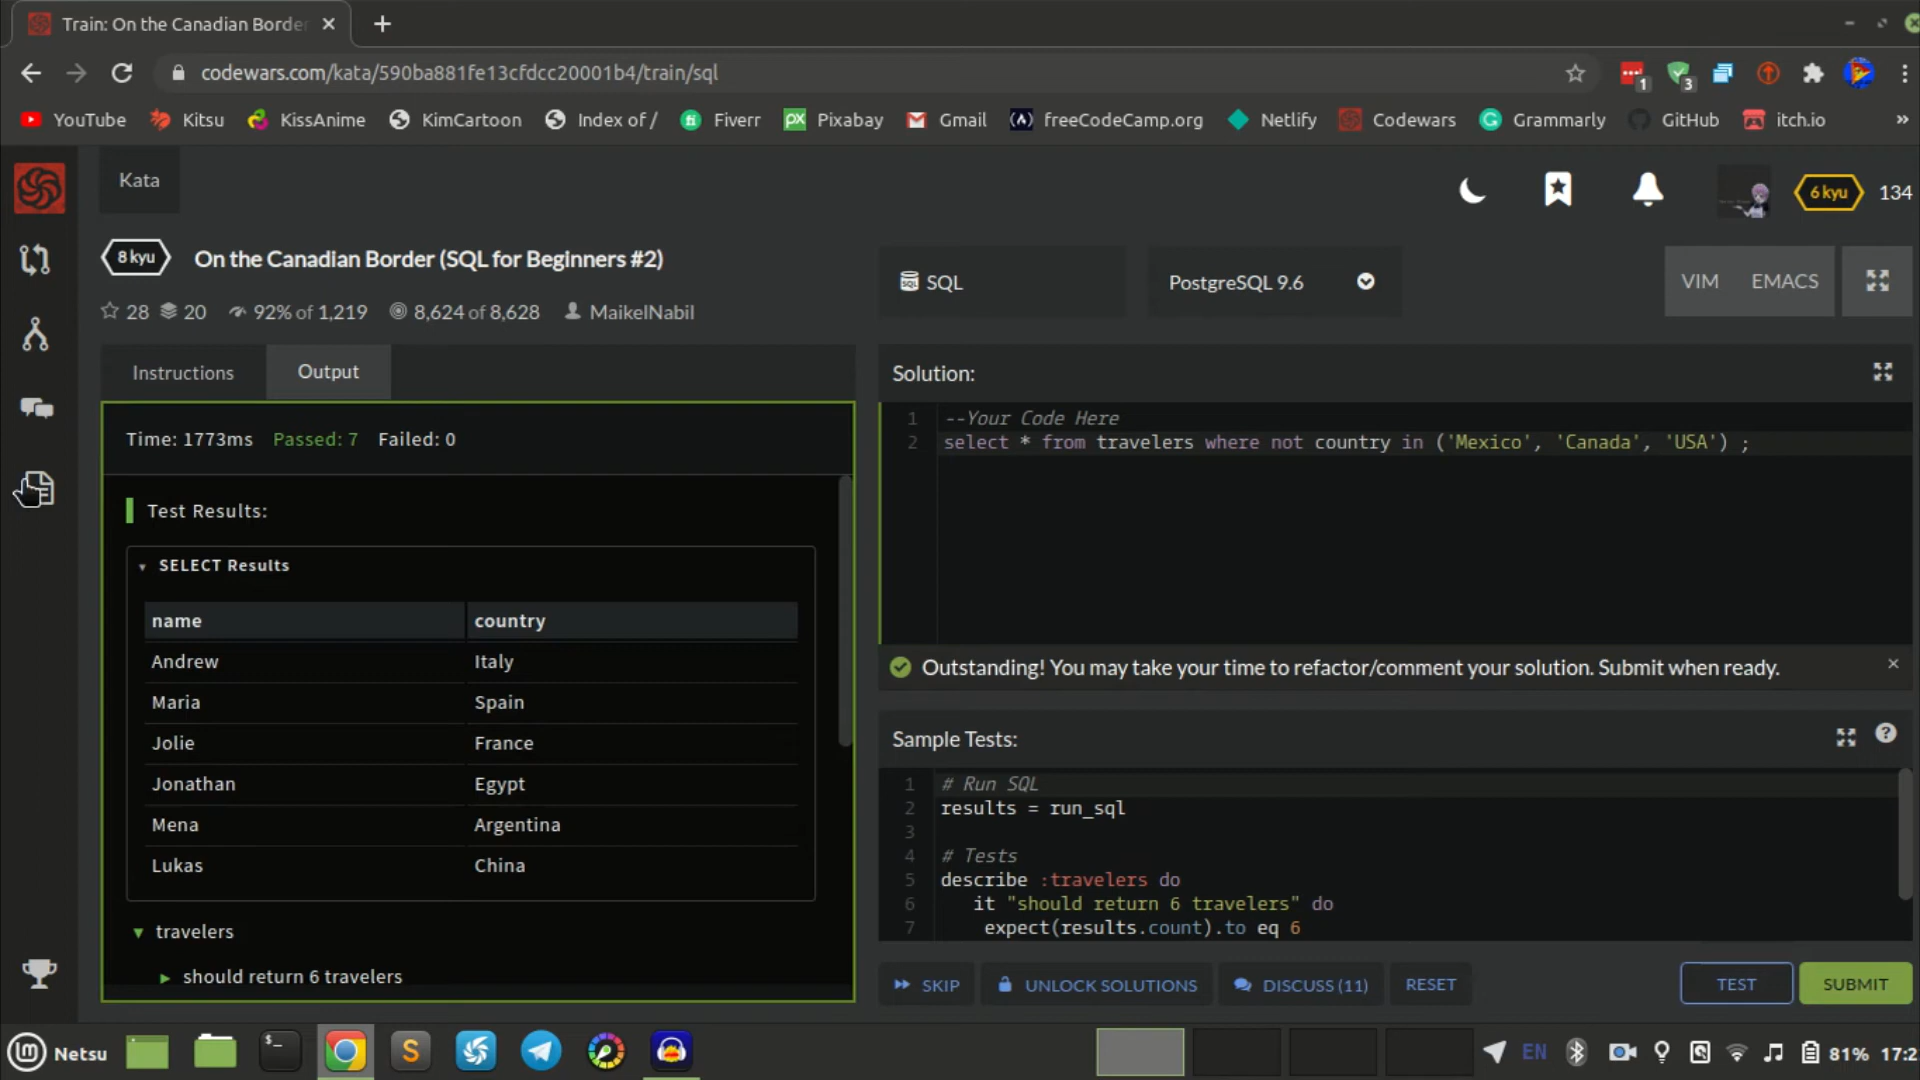 Train: On the Canadian Borde
codewars.com/kata/590ba881fe13cfdcc20001b4/train/sql
1
3
YouTube Kitsu KissAnime KimCartoon Index of / Fiverr Pixabay Gmail freeCodeCamp.org Netlify Codewars Grammarly GitHub itch.io »
Kata
6 kyu 134
8 kyu On the Canadian Border (SQL for Beginners #2)
28 20 92% of 1,219 8,624 of 8,628 MaikelNabil
SQL
PostgreSQL 9.6
VIM EMACS
Instructions Output
Time: 1773ms Passed: 7 Failed: 0
Test Results:
SELECT Results
name country
Andrew Italy
Maria Spain
Jolie France
Jonathan Egypt
Mena Argentina
Lukas China
travelers
should return 6 travelers
Solution:
1 --Your Code Here
2 select * from travelers where not country in ('Mexico', 'Canada', 'USA') ;
Outstanding! You may take your time to refactor/comment your solution. Submit when ready.
Sample Tests:
1 # Run SQL
2 results = run_sql
3
4 # Tests
5 describe :travelers do
6 it "should return 6 travelers" do
7 expect(results.count).to eq 6
SKIP UNLOCK SOLUTIONS DISCUSS (11) RESET TEST SUBMIT
Netsu
EN
81% 17:2